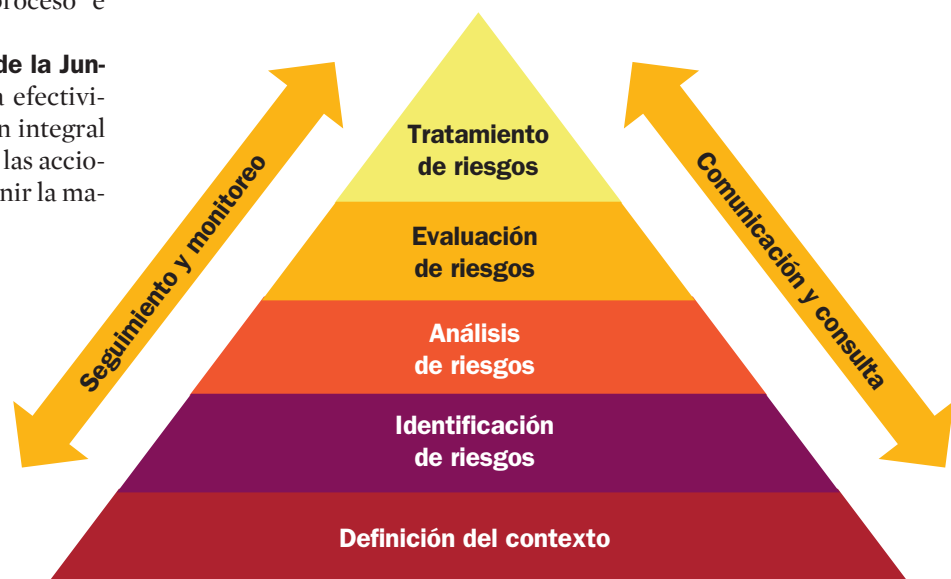 proceso e
de la Jun-
a efectivi-
n integral
las accio-
nir la ma-
Tratamiento
de riesgos
Evaluación
de riesgos
Análisis
de riesgos
Identificación
de riesgos
Definición del contexto
Seguimiento y monitoreo
Comunicación y consulta